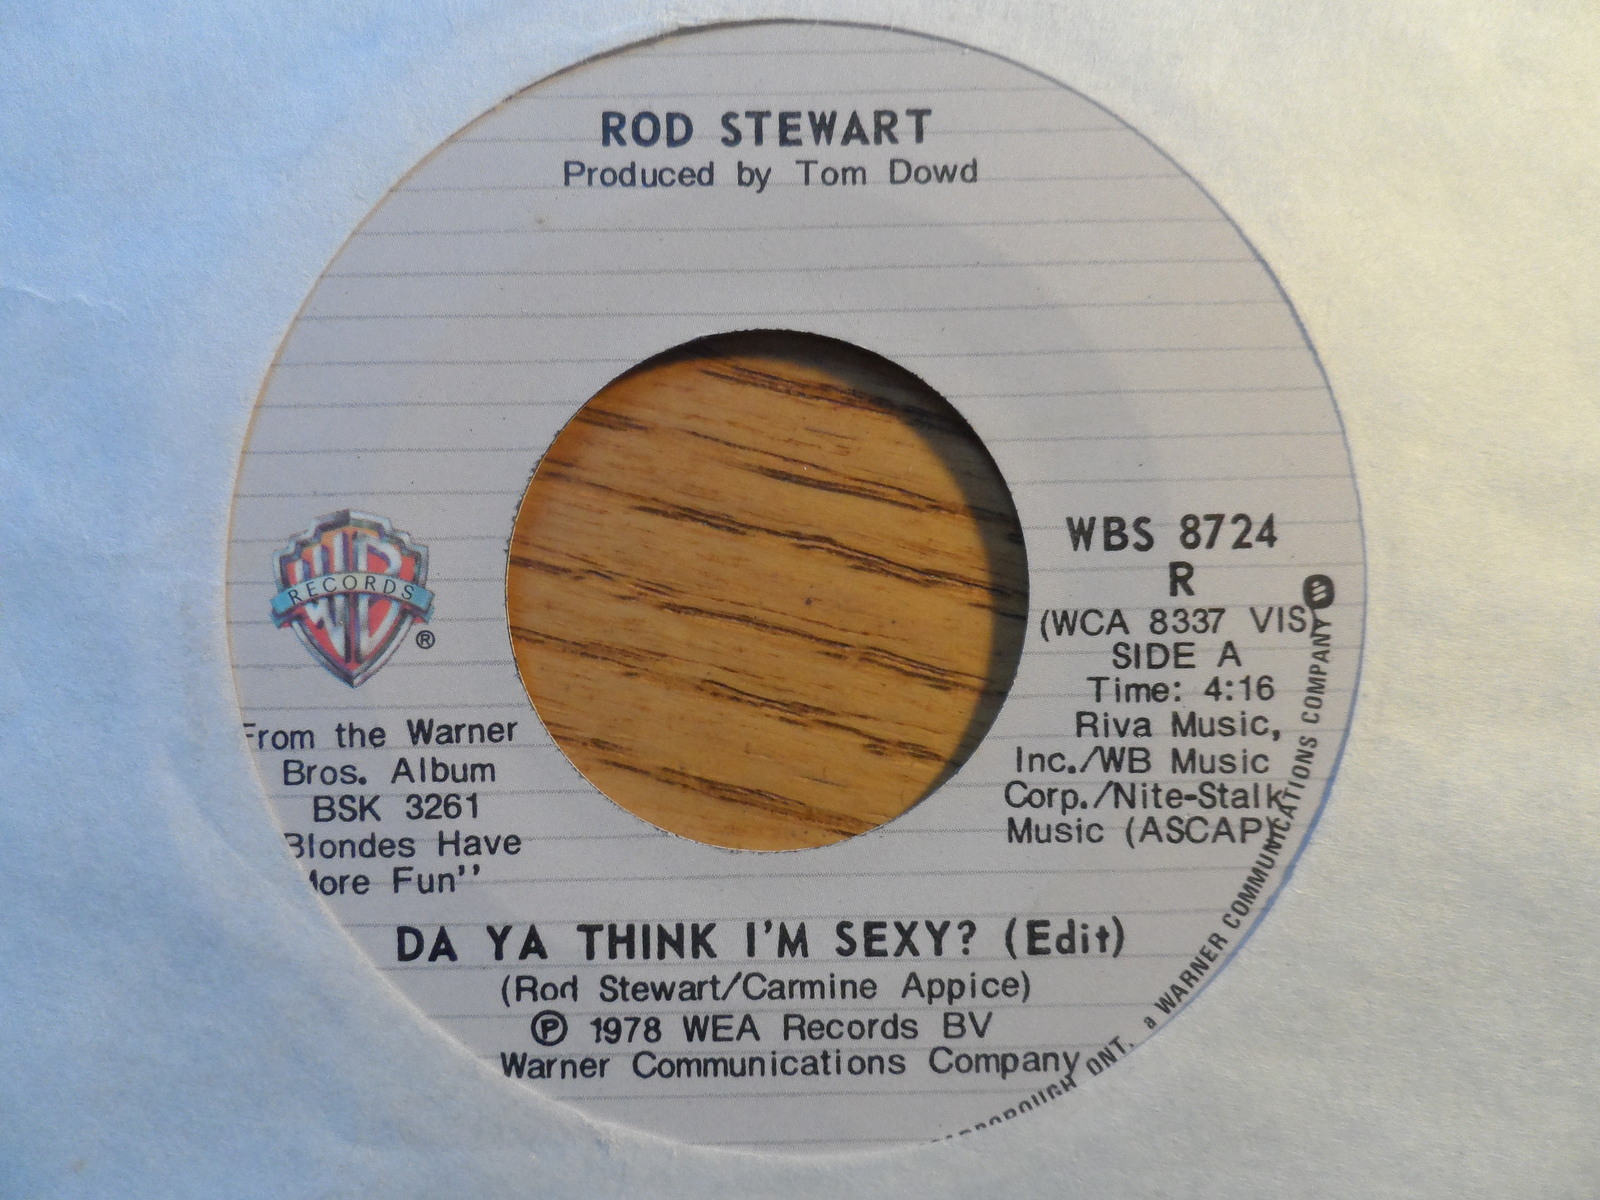 ROD STEWART
Produced by Tom Dowd
WB
RECORDS
®
From the Warner
Bros. Album
BSK 3261
Blondes Have
More Fun"
WBS 8724
R
(WCA 8337 VIS)
SIDE A
Time: 4:16
Riva Music,
Inc./WB Music
Corp./Nite-Stalk
Music (ASCAP)
DA YA THINK I'M SEXY? (Edit)
(Rod Stewart/Carmine Appice)
℗ 1978 WEA Records BV
Warner Communications Company
ONT. a WARNER COMMUNICATIONS COMPANY